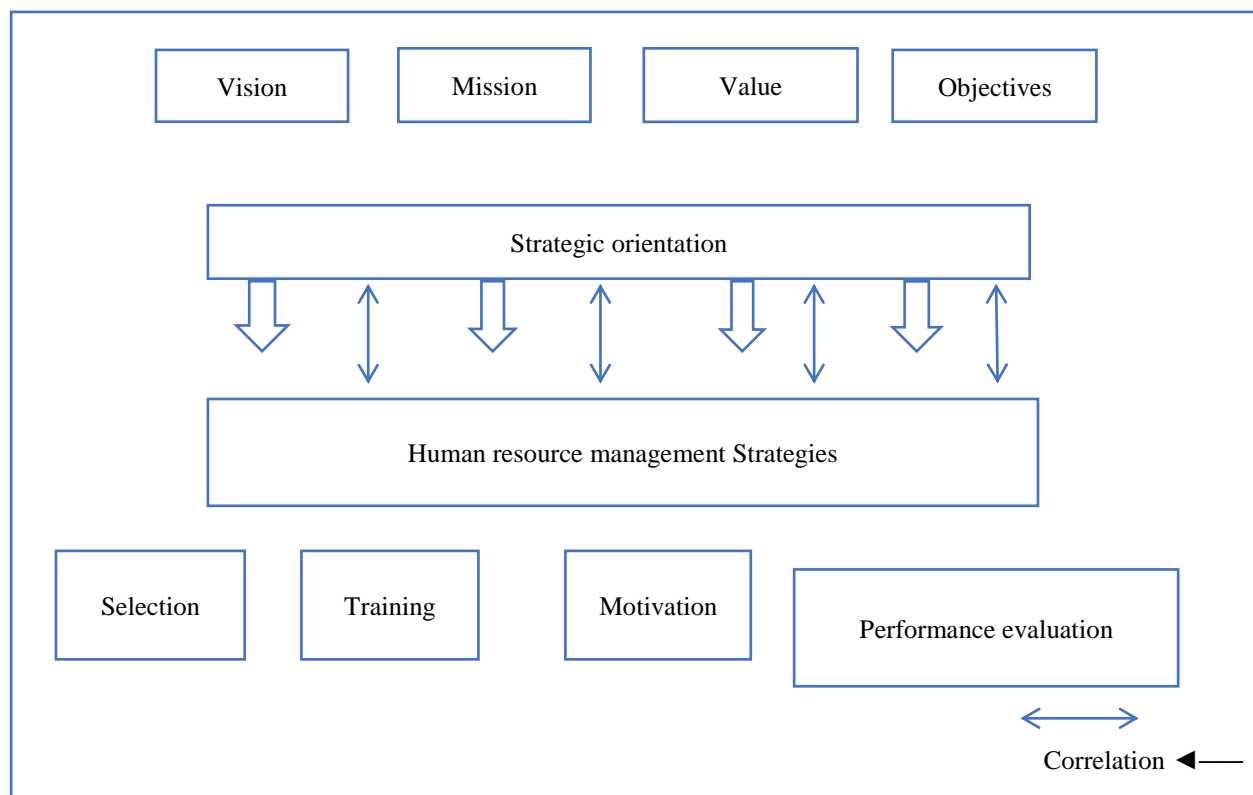 Vision
Mission
Value
Objectives
Strategic orientation
Human resource management Strategies
Selection
Training
Motivation
Performance evaluation
Correlation